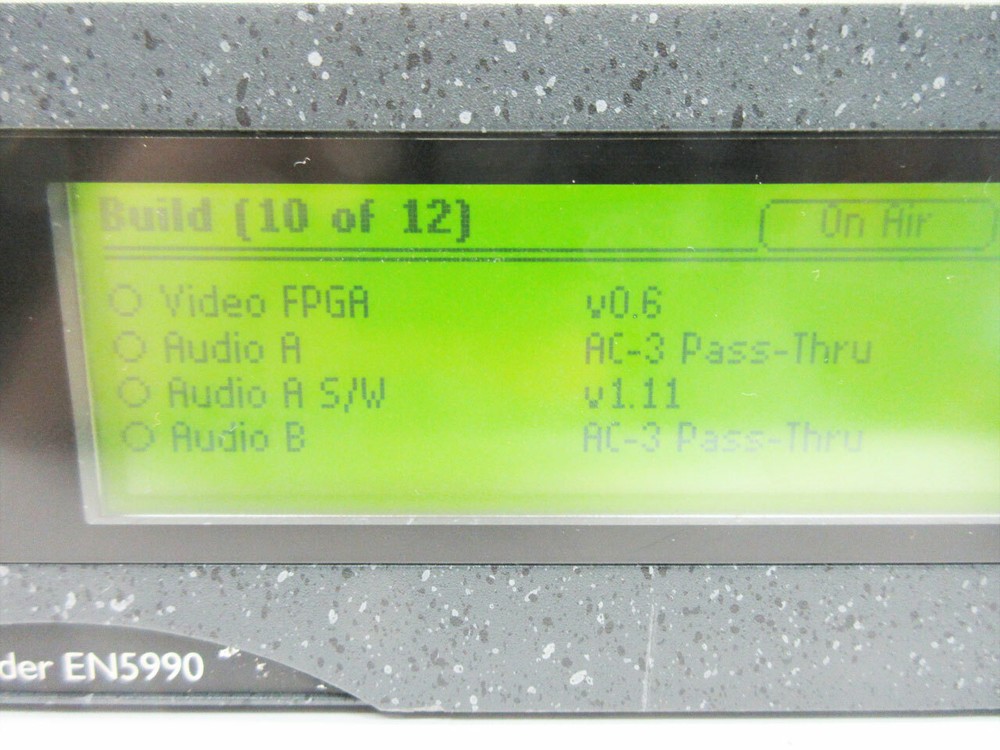 Build (10 of 12)
On Air
Video FPGA v0.6
Audio A AC-3 Pass-Thru
Audio A S/W v1.11
Audio B AC-3 Pass-Thru
der EN5990